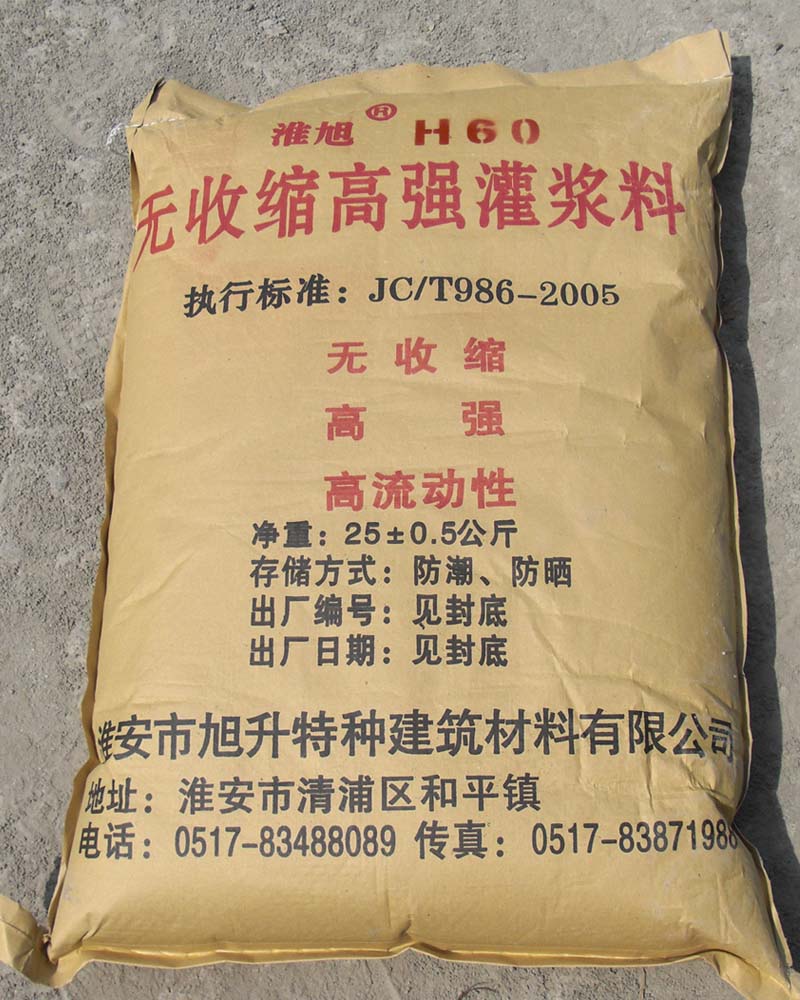 淮旭® H60
无收缩高强灌浆料
执行标准：JC/T986-2005
无收缩
高强
高流动性
净重：25±0.5公斤
存储方式：防潮、防晒
出厂编号：见封底
出厂日期：见封底
淮安市旭升特种建筑材料有限公司
地址：淮安市清浦区和平镇
电话：0517-83488089 传真：0517-83871988